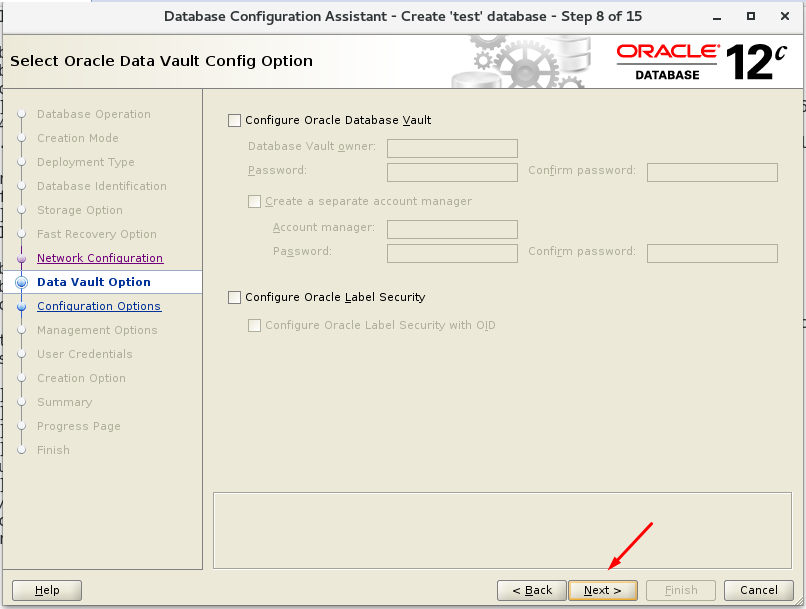 Database Configuration Assistant - Create 'test' database - Step 8 of 15
Select Oracle Data Vault Config Option
ORACLE®
DATABASE
12c
Database Operation
Creation Mode
Deployment Type
Database Identification
Storage Option
Fast Recovery Option
Network Configuration
Data Vault Option
Configuration Options
Management Options
User Credentials
Creation Option
Summary
Progress Page
Finish
Configure Oracle Database Vault
Database Vault owner:
Password: Confirm password:
Create a separate account manager
Account manager:
Password: Confirm password:
Configure Oracle Label Security
Configure Oracle Label Security with OID
Help
< Back
Next >
Finish
Cancel